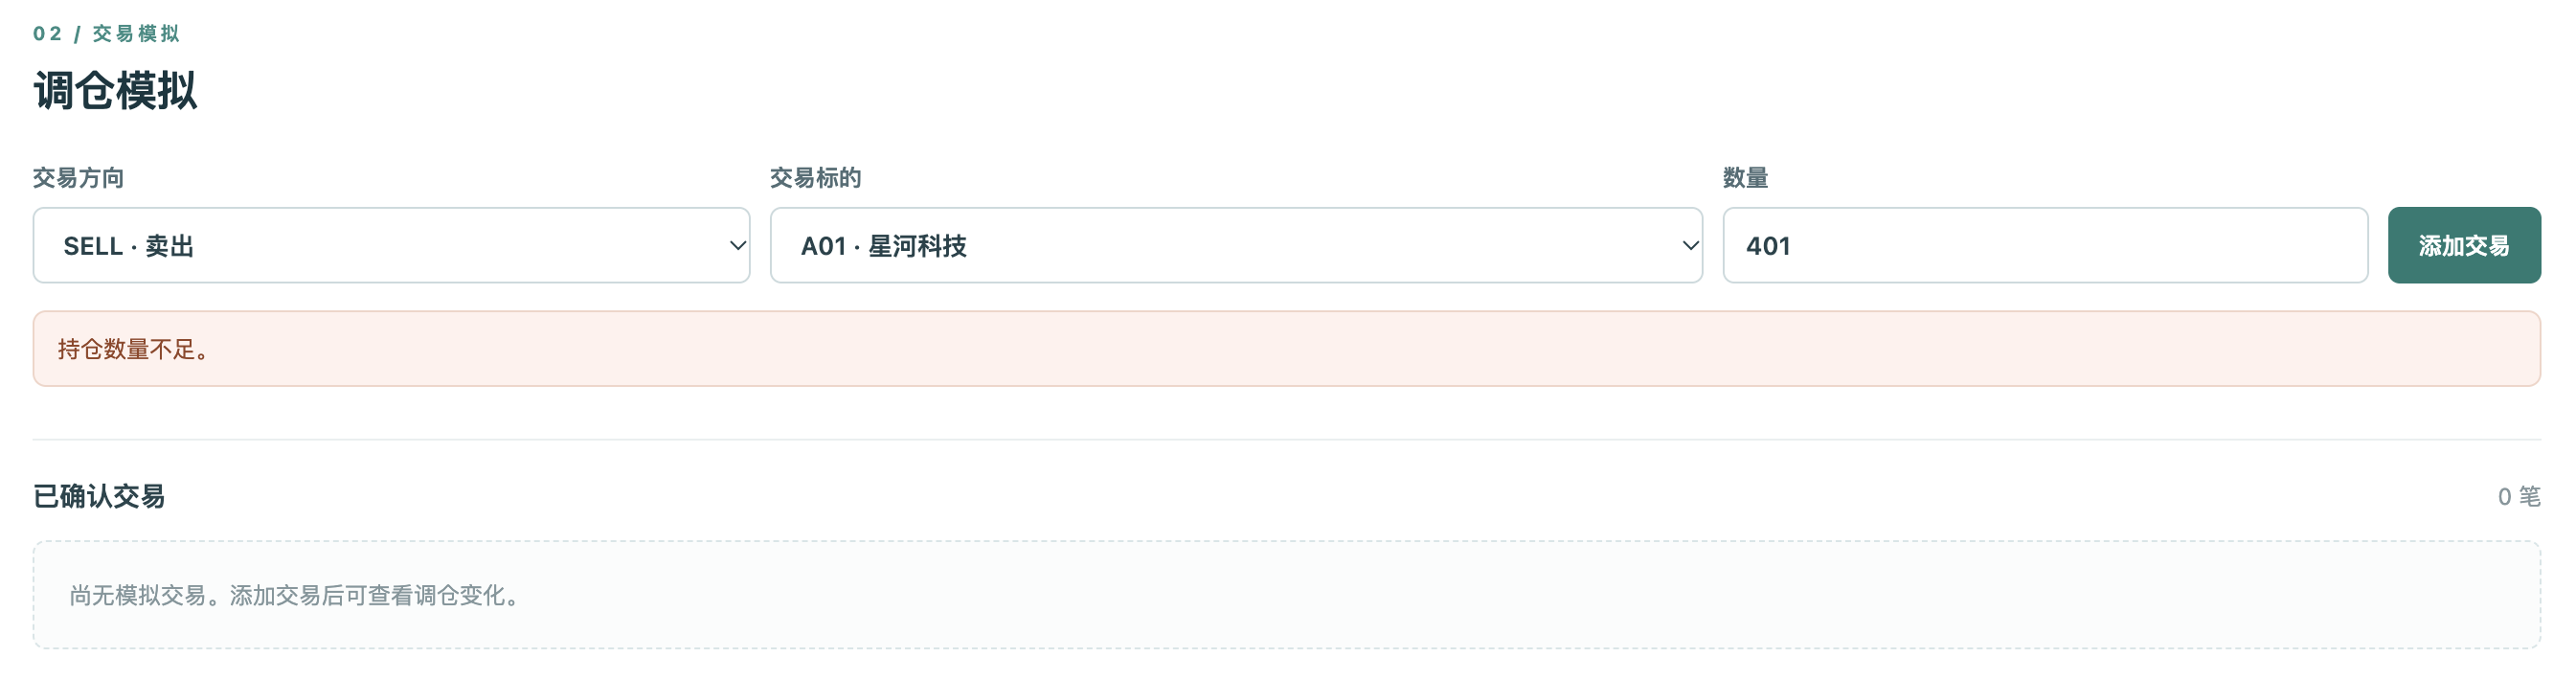 02 / 交易模拟
调仓模拟
交易方向
交易标的
数量
SELL · 卖出
A01 · 星河科技
401
添加交易
持仓数量不足。
已确认交易
0 笔
尚无模拟交易。添加交易后可查看调仓变化。